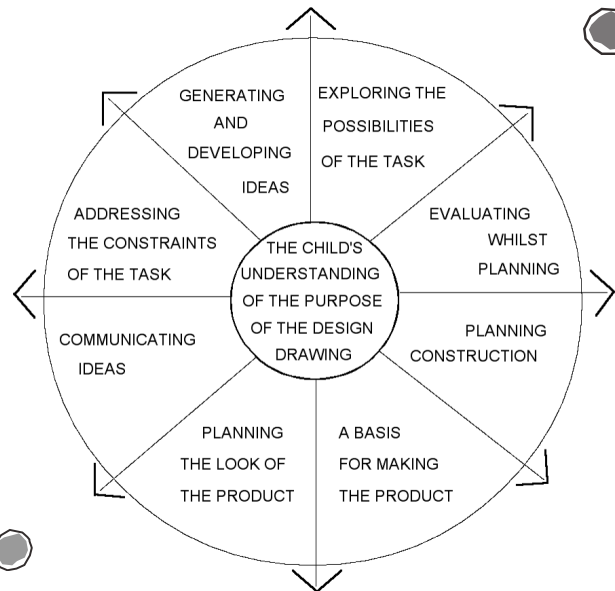 GENERATING
AND
DEVELOPING
IDEAS
EXPLORING THE
POSSIBILITIES
OF THE TASK
ADDRESSING
THE CONSTRAINTS
OF THE TASK
EVALUATING
WHILST
PLANNING
THE CHILD'S
UNDERSTANDING
OF THE PURPOSE
OF THE DESIGN
DRAWING
COMMUNICATING
IDEAS
PLANNING
CONSTRUCTION
PLANNING
THE LOOK OF
THE PRODUCT
A BASIS
FOR MAKING
THE PRODUCT